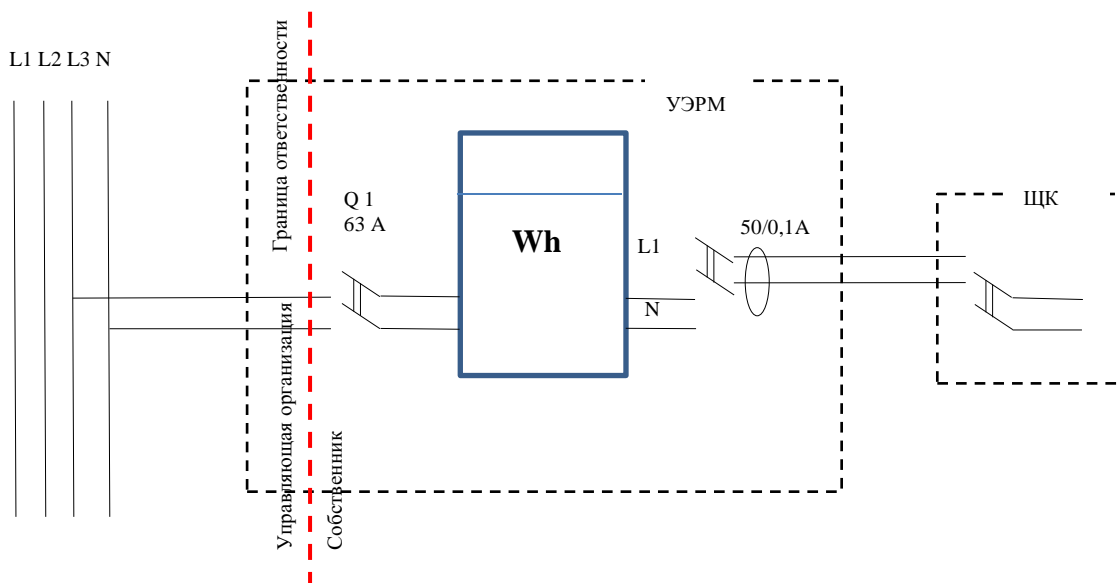 L1 L2 L3 N
Граница ответственности
УЭРМ
ЩК
Q 1
63 А
Wh
L1
50/0,1А
N
Управляющая организация
Собственник